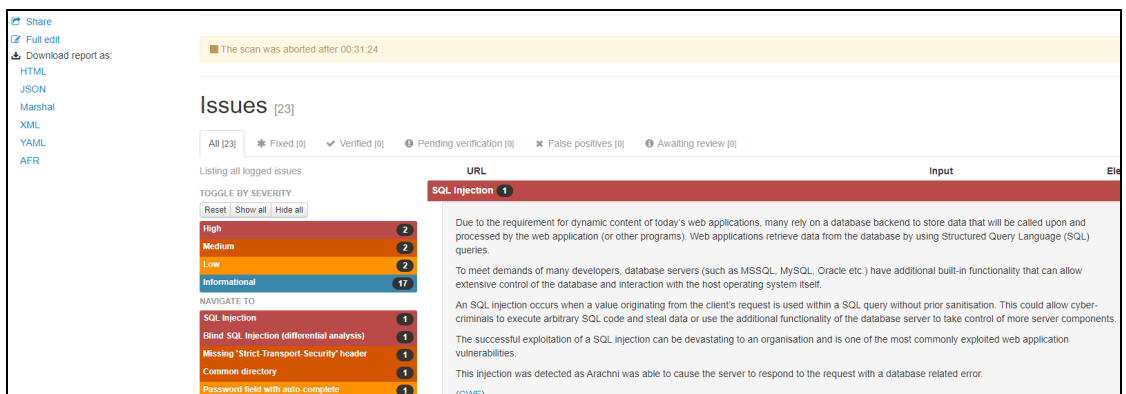 Share
Full edit
Download report as:
HTML
JSON
Marshal
XML
YAML
AFR
The scan was aborted after 00:31:24
Issues [23]
All [23] Fixed [0] Verified [0] Pending verification [0] False positives [0] Awaiting review [0]
Listing all logged issues.
TOGGLE BY SEVERITY
Reset Show all Hide all
High 2
Medium 2
Low 2
Informational 17
NAVIGATE TO
SQL Injection 1
Blind SQL Injection (differential analysis) 1
Missing 'Strict-Transport-Security' header 1
Common directory 1
Password field with auto-complete 1
URL Input Ele
SQL Injection 1
Due to the requirement for dynamic content of today's web applications, many rely on a database backend to store data that will be called upon and
processed by the web application (or other programs). Web applications retrieve data from the database by using Structured Query Language (SQL)
queries.
To meet demands of many developers, database servers (such as MSSQL, MySQL, Oracle etc.) have additional built-in functionality that can allow
extensive control of the database and interaction with the host operating system itself.
An SQL injection occurs when a value originating from the client's request is used within a SQL query without prior sanitisation. This could allow cyber-
criminals to execute arbitrary SQL code and steal data or use the additional functionality of the database server to take control of more server components.
The successful exploitation of a SQL injection can be devastating to an organisation and is one of the most commonly exploited web application
vulnerabilities.
This injection was detected as Arachni was able to cause the server to respond to the request with a database related error.
(CWE)